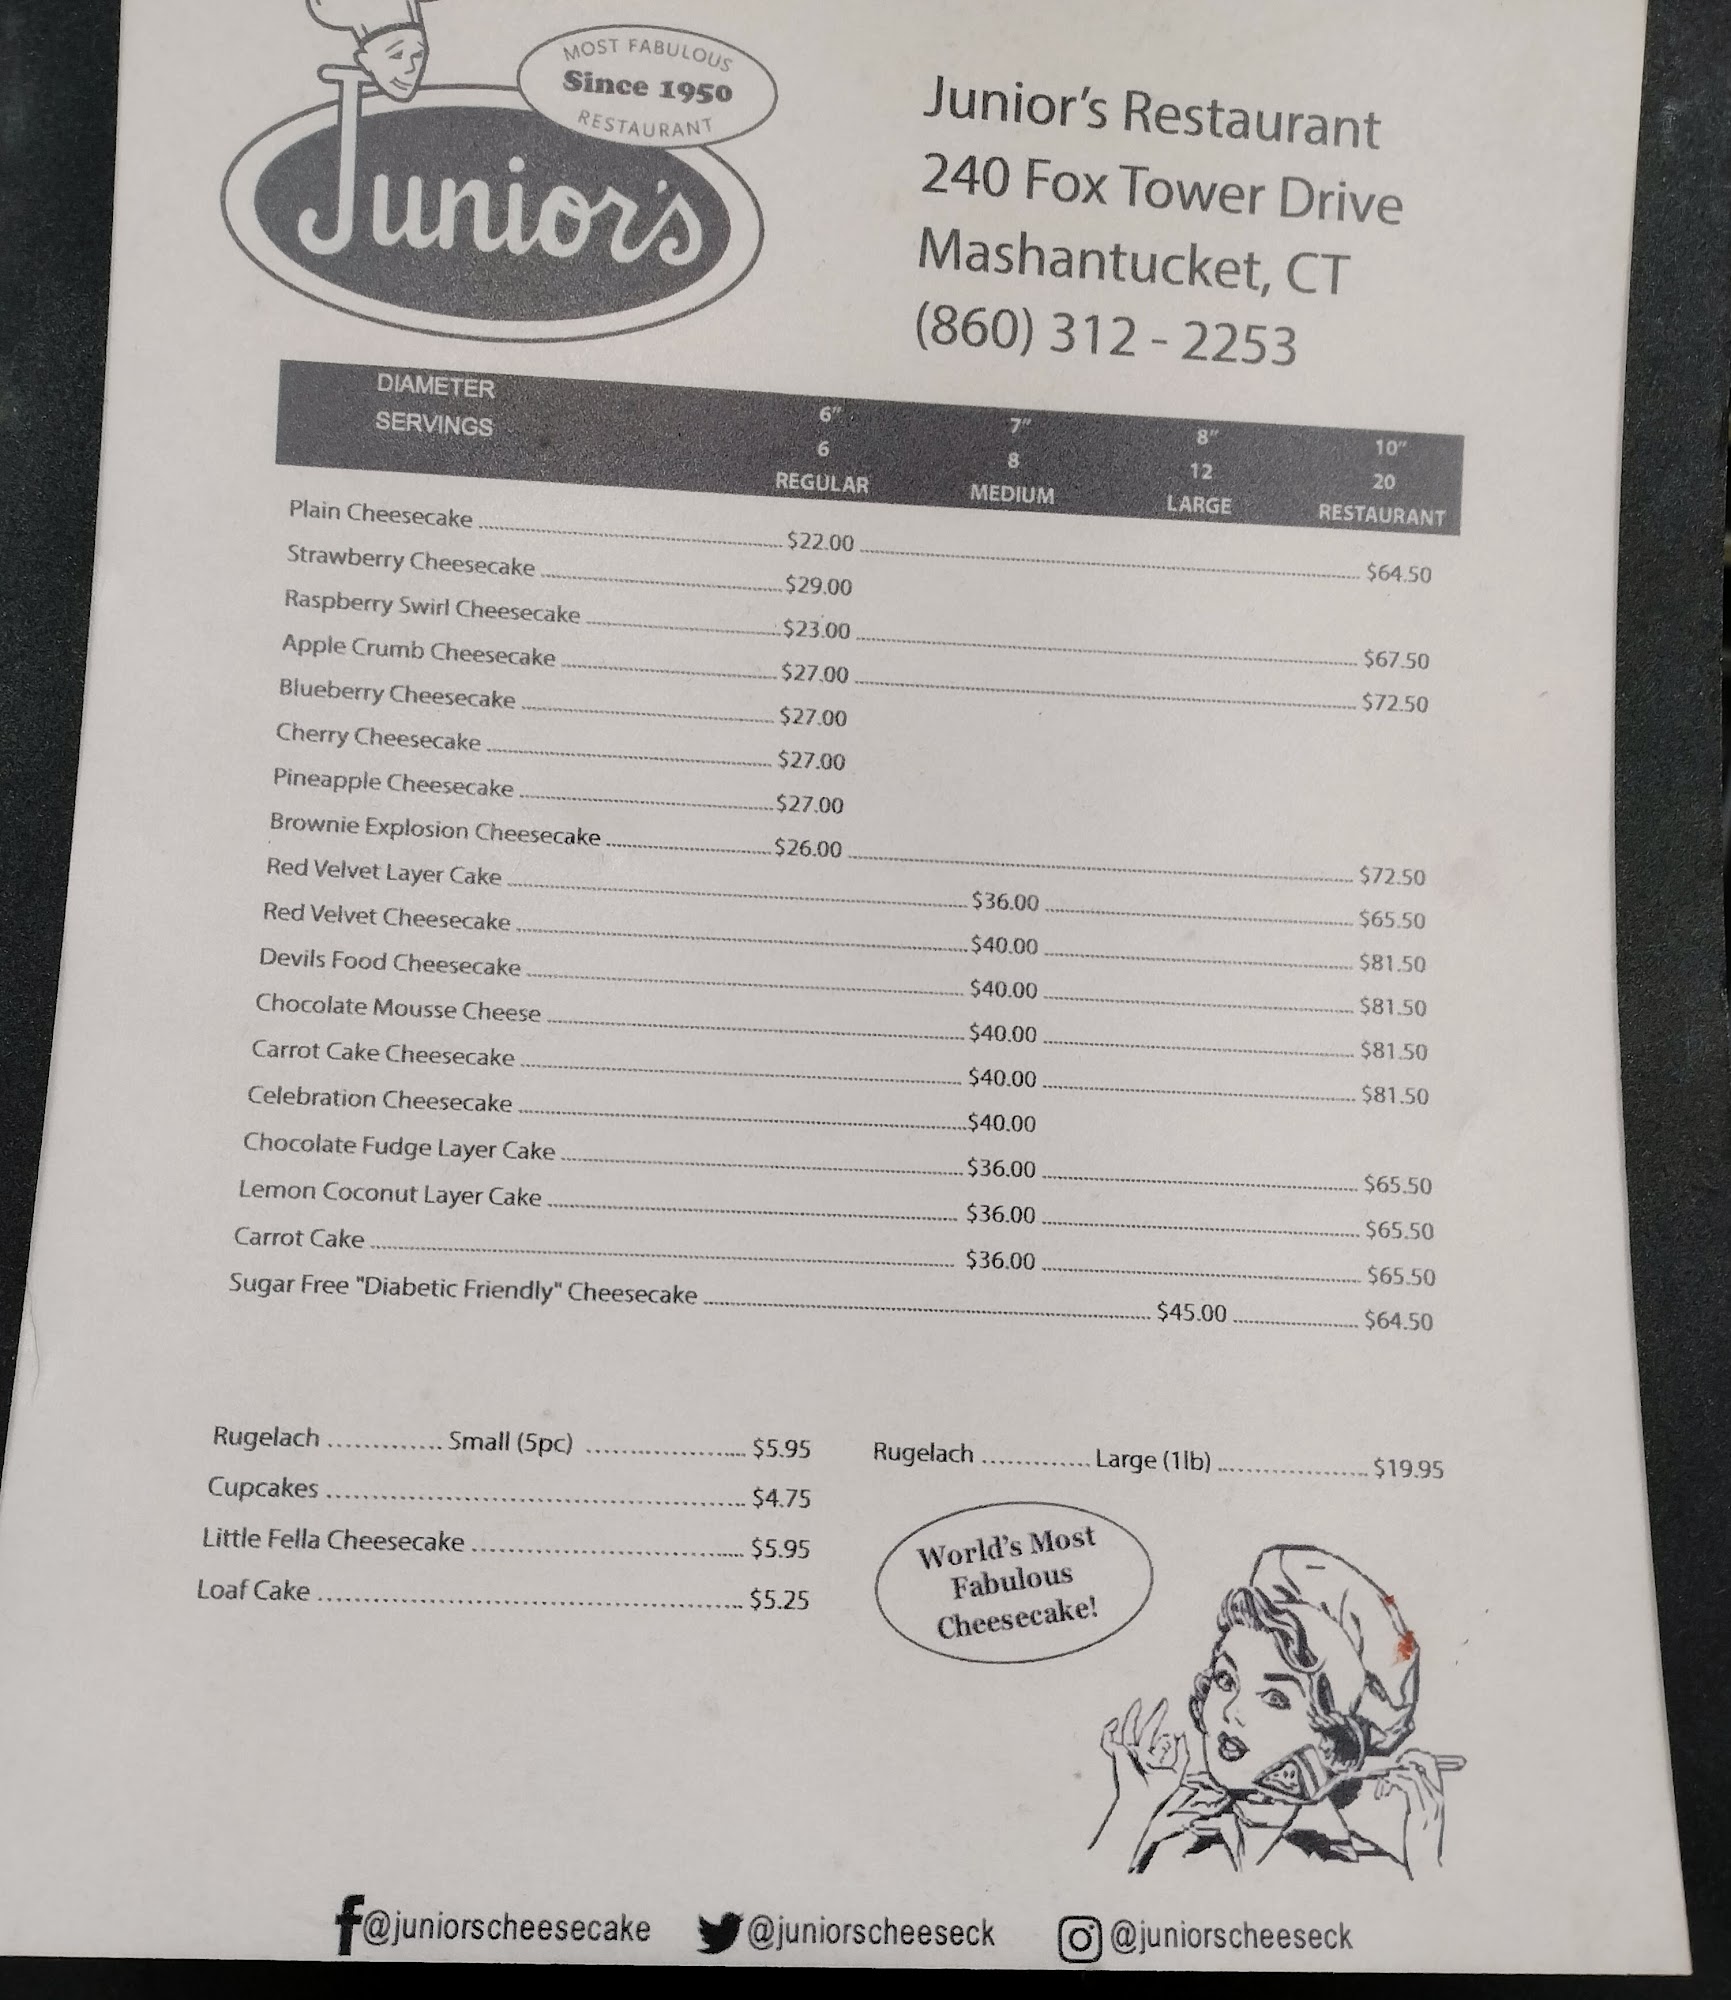 MOST FABULOUS
Since 1950
RESTAURANT
Junior's
Junior's Restaurant
240 Fox Tower Drive
Mashantucket, CT
(860) 312 - 2253
DIAMETER 6" 7" 8" 10"
SERVINGS 6 8 12 20
REGULAR MEDIUM LARGE RESTAURANT
Plain Cheesecake $22.00 $64.50
Strawberry Cheesecake $29.00
Raspberry Swirl Cheesecake $23.00 $67.50
Apple Crumb Cheesecake $27.00 $72.50
Blueberry Cheesecake $27.00
Cherry Cheesecake $27.00
Pineapple Cheesecake $27.00
Brownie Explosion Cheesecake $26.00 $72.50
Red Velvet Layer Cake $36.00 $65.50
Red Velvet Cheesecake $40.00 $81.50
Devils Food Cheesecake $40.00 $81.50
Chocolate Mousse Cheese $40.00 $81.50
Carrot Cake Cheesecake $40.00 $81.50
Celebration Cheesecake $40.00
Chocolate Fudge Layer Cake $36.00 $65.50
Lemon Coconut Layer Cake $36.00 $65.50
Carrot Cake $36.00 $65.50
Sugar Free "Diabetic Friendly" Cheesecake $45.00 $64.50
Rugelach Small (5pc) $5.95
Cupcakes $4.75
Little Fella Cheesecake $5.95
Loaf Cake $5.25
Rugelach Large (1lb) $19.95
World's Most
Fabulous
Cheesecake!
@juniorscheesecake @juniorscheeseck @juniorscheeseck